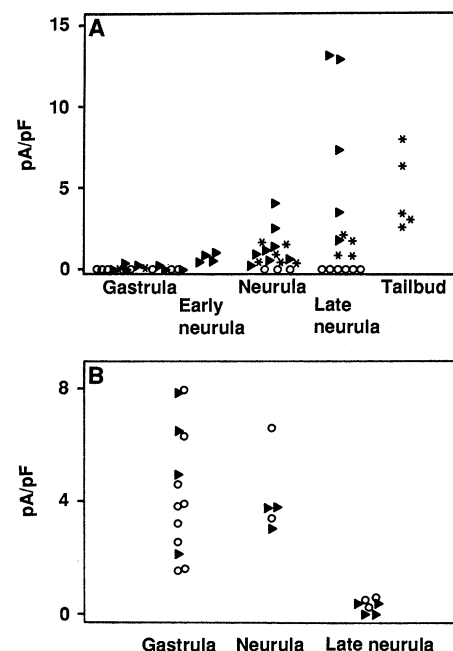 A
15
10
5
0
pA/pF
Gastrula
Early
neurula
Neurula
Late
neurula
Tailbud
B
8
4
0
pA/pF
Gastrula Neurula Late neurula